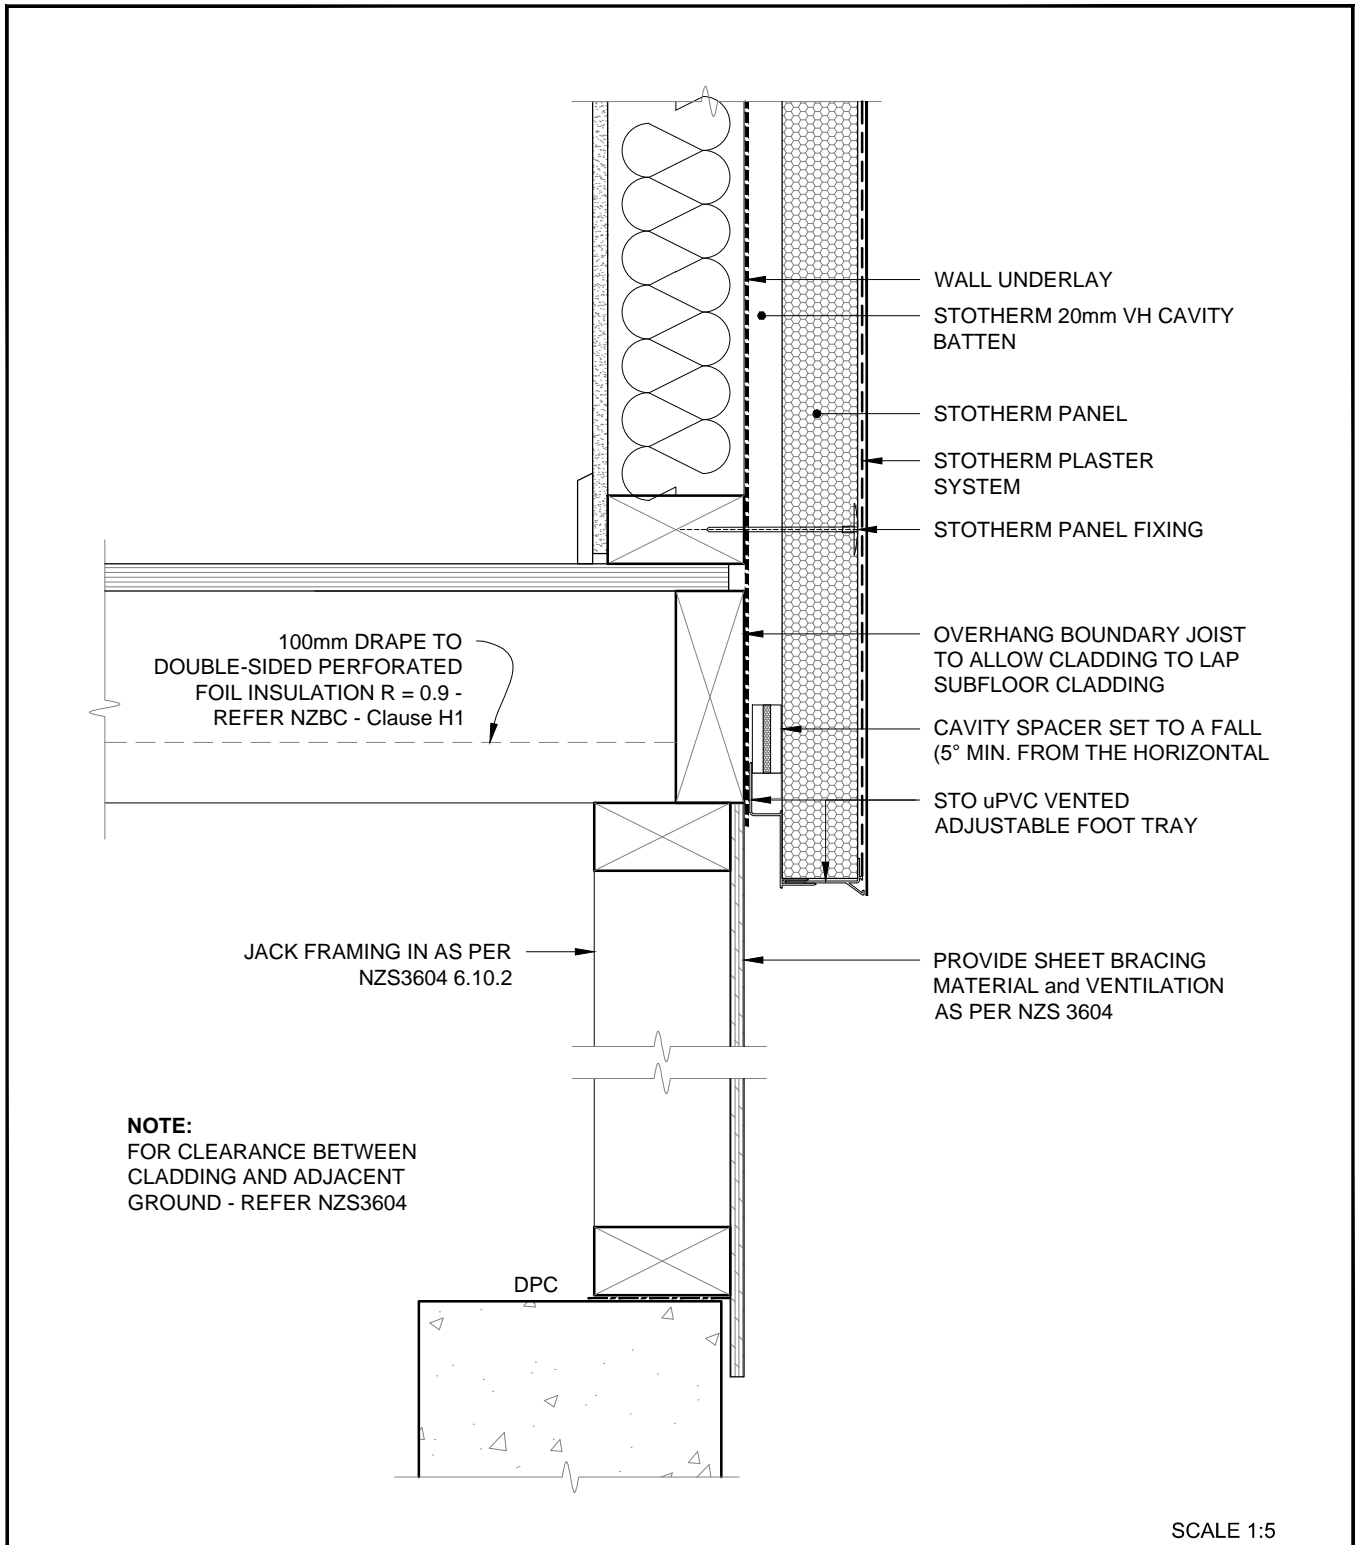 WALL UNDERLAY
STOTHERM 20mm VH CAVITY
BATTEN
STOTHERM PANEL
STOTHERM PLASTER
SYSTEM
STOTHERM PANEL FIXING
100mm DRAPE TO
DOUBLE-SIDED PERFORATED
FOIL INSULATION R = 0.9 -
REFER NZBC - Clause H1
OVERHANG BOUNDARY JOIST
TO ALLOW CLADDING TO LAP
SUBFLOOR CLADDING
CAVITY SPACER SET TO A FALL
(5° MIN. FROM THE HORIZONTAL
STO uPVC VENTED
ADJUSTABLE FOOT TRAY
JACK FRAMING IN AS PER
NZS3604 6.10.2
PROVIDE SHEET BRACING
MATERIAL and VENTILATION
AS PER NZS 3604
NOTE:
FOR CLEARANCE BETWEEN
CLADDING AND ADJACENT
GROUND - REFER NZS3604
DPC
SCALE 1:5